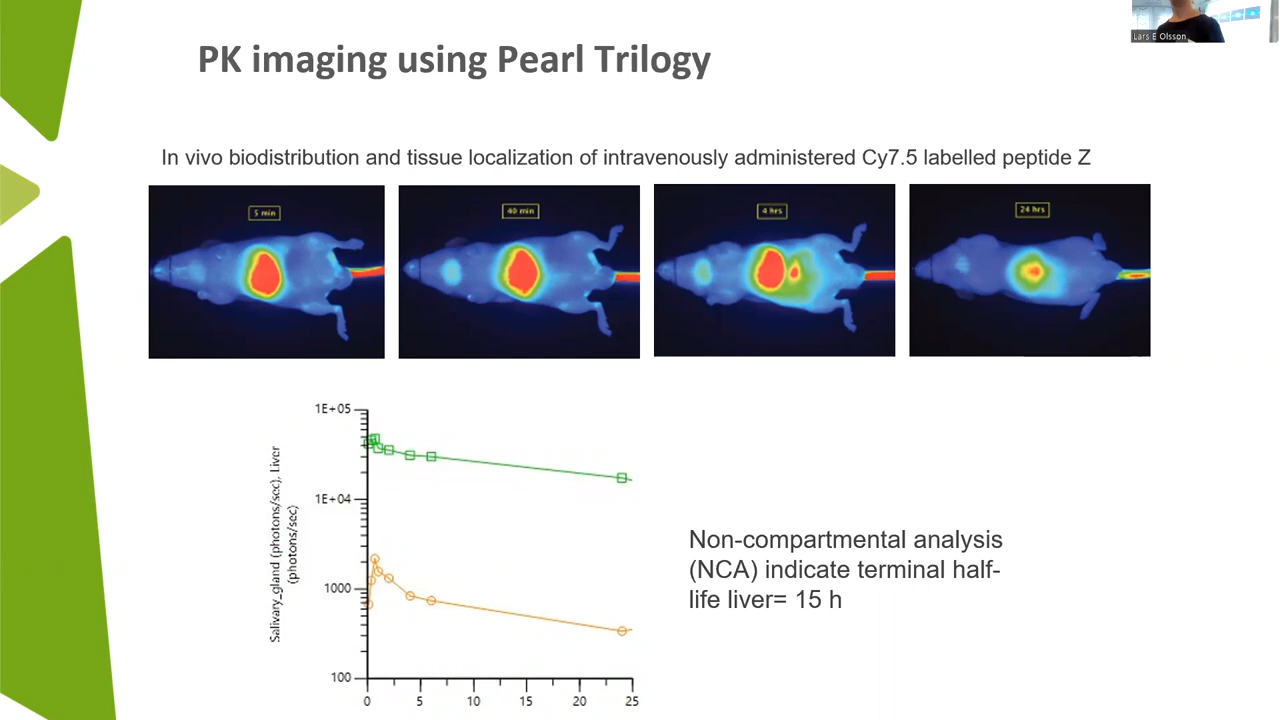 PK imaging using Pearl Trilogy
Lars E Olsson
In vivo biodistribution and tissue localization of intravenously administered Cy7.5 labelled peptide Z
5 min
40 min
4 hrs
24 hrs
Salivary_gland (photons/sec), Liver
(photons/sec)
1E+05
1E+04
1000
100
0 5 10 15 20 25
Non-compartmental analysis
(NCA) indicate terminal half-
life liver= 15 h